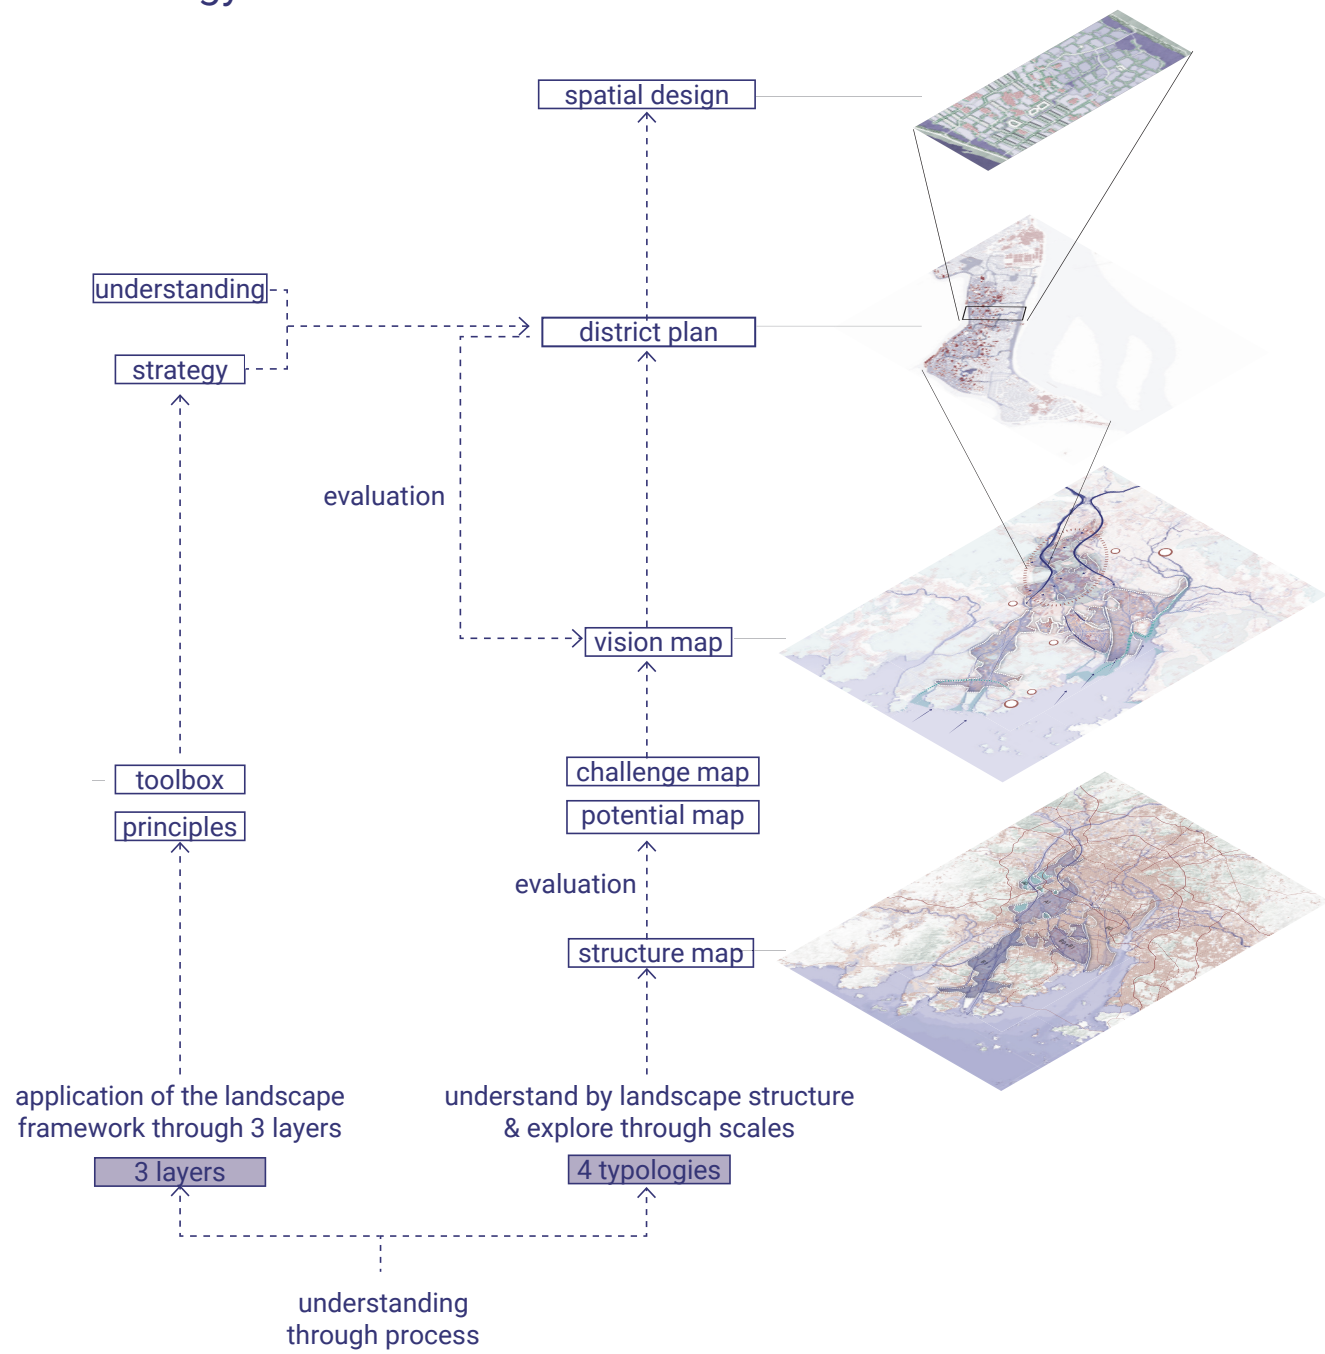 spatial design
understanding
district plan
strategy
evaluation
vision map
challenge map
toolbox
potential map
principles
evaluation
structure map
application of the landscape
framework through 3 layers
understand by landscape structure
& explore through scales
3 layers
4 typologies
understanding
through process